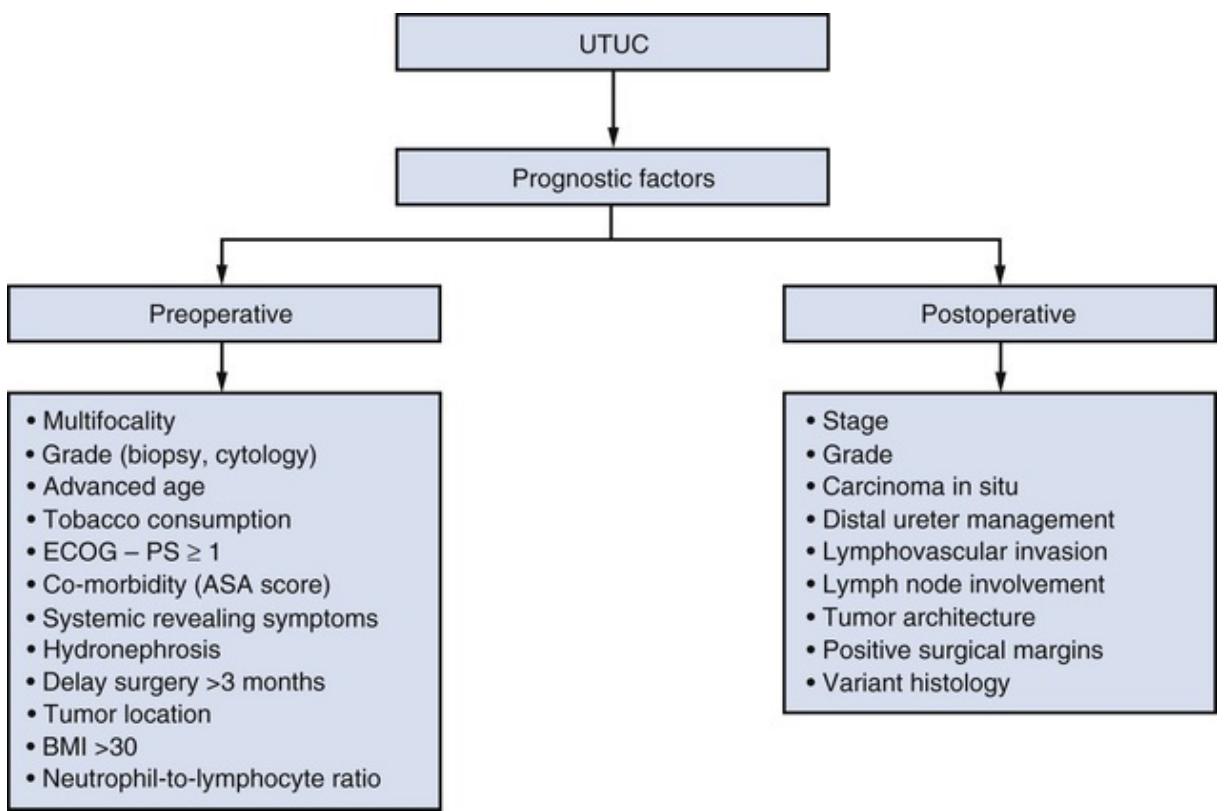 UTUC
Prognostic factors
Preoperative
• Multifocality
• Grade (biopsy, cytology)
• Advanced age
• Tobacco consumption
• ECOG – PS ≥ 1
• Co-morbidity (ASA score)
• Systemic revealing symptoms
• Hydronephrosis
• Delay surgery >3 months
• Tumor location
• BMI >30
• Neutrophil-to-lymphocyte ratio
Postoperative
• Stage
• Grade
• Carcinoma in situ
• Distal ureter management
• Lymphovascular invasion
• Lymph node involvement
• Tumor architecture
• Positive surgical margins
• Variant histology